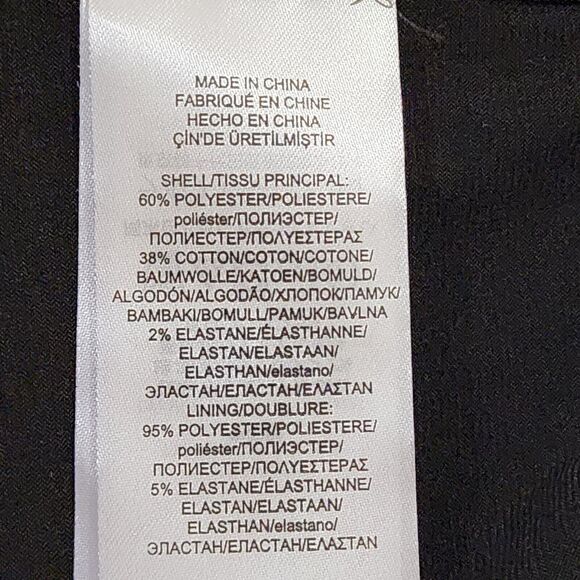 MADE IN CHINA
FABRIQUÉ EN CHINE
HECHO EN CHINA
ÇİN'DE ÜRETİLMİŞTİR
SHELL/TISSU PRINCIPAL:
60% POLYESTER/POLIESTERE/
poliéster/ПОЛИЭСТЕР/
ПОЛИЕСТЕР/ΠΟΛΥΕΣΤΕΡΑΣ
38% COTTON/COTON/COTONE/
BAUMWOLLE/KATOEN/BOMULD/
ALGODÓN/ALGODÃO/ХЛОПОК/ПАМУК/
BAMBAKI/BOMULL/PAMUK/BAVLNA
2% ELASTANE/ÉLASTHANNE/
ELASTAN/ELASTAAN/
ELASTHAN/elastano/
ЭЛАСТАН/ЕЛАСТАН/ΕΛΑΣΤΑΝ
LINING/DOUBLURE:
95% POLYESTER/POLIESTERE/
poliéster/ПОЛИЭСТЕР/
ПОЛИЕСТЕР/ΠΟΛΥΕΣΤΕΡΑΣ
5% ELASTANE/ÉLASTHANNE/
ELASTAN/ELASTAAN/
ELASTHAN/elastano/
ЭЛАСТАН/ЕЛАСТАН/ΕΛΑΣΤΑΝ